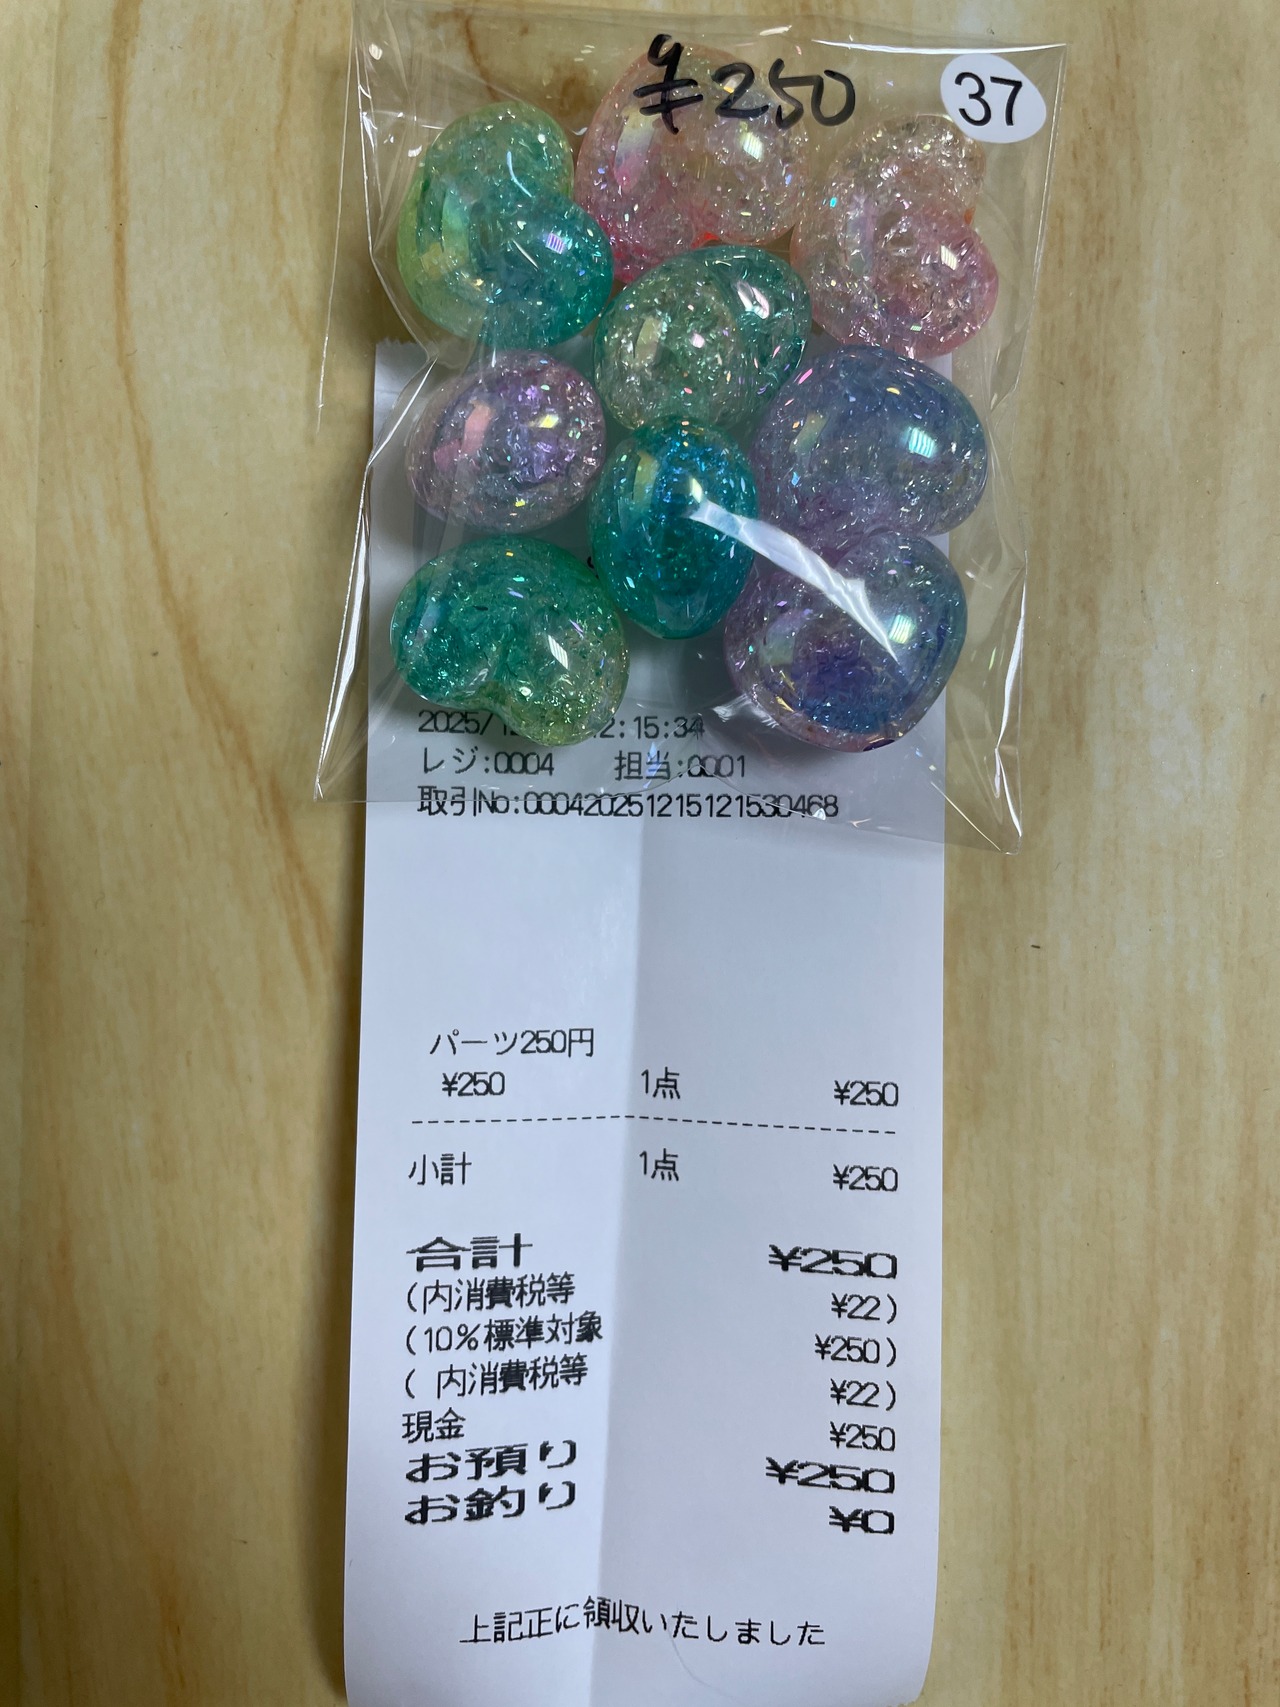 ¥250
37
2025/12 2:15:34
レジ:0004 担当:0001
取引No:00042025121512153​0468
パーツ250円
¥250 1点 ¥250
小計 1点 ¥250
合計 ¥250
(内消費税等 ¥22)
(10%標準対象 ¥250)
( 内消費税等 ¥22)
現金 ¥250
お預り ¥250
お釣り ¥0
上記正に領収いたしました